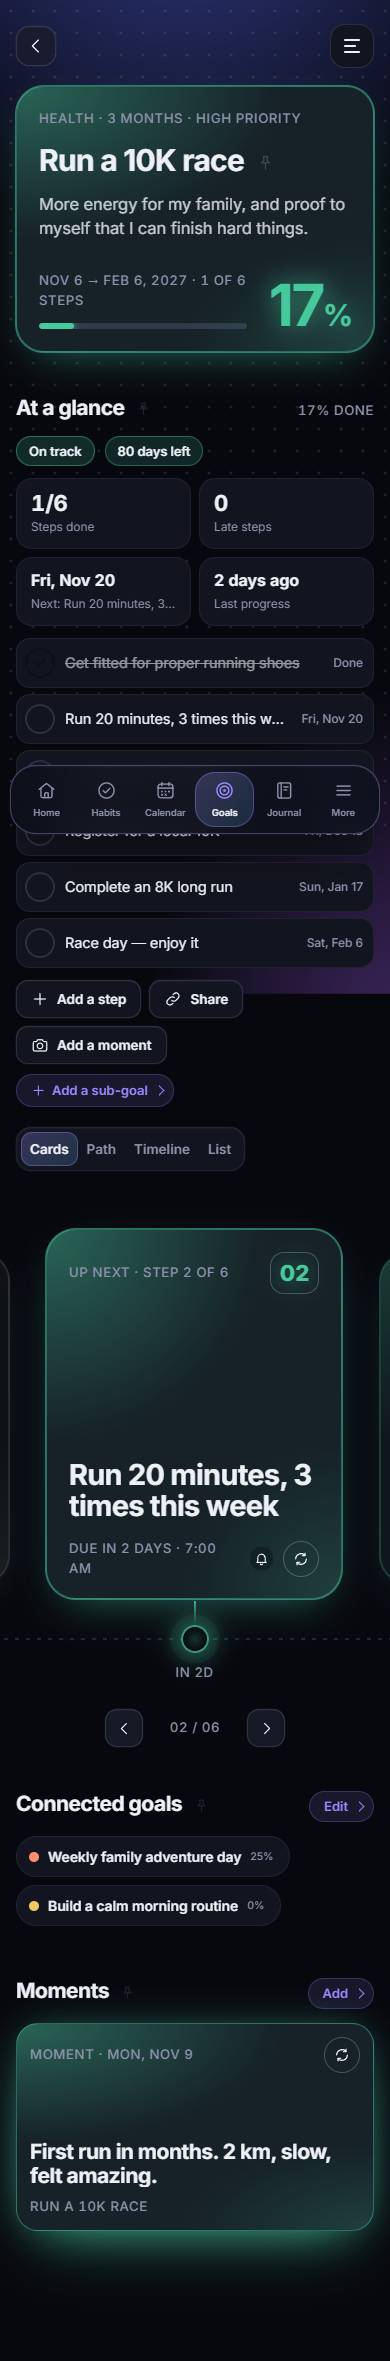 HEALTH · 3 MONTHS · HIGH PRIORITY
Run a 10K race
More energy for my family, and proof to
myself that I can finish hard things.
NOV 6 → FEB 6, 2027 · 1 OF 6
STEPS
17%
At a glance
17% DONE
On track
80 days left
1/6
Steps done
0
Late steps
Fri, Nov 20
Next: Run 20 minutes, 3...
2 days ago
Last progress
Get fitted for proper running shoes
Done
Run 20 minutes, 3 times this w...
Fri, Nov 20
Home
Habits
Calendar
Goals
Journal
More
Complete an 8K long run
Sun, Jan 17
Race day — enjoy it
Sat, Feb 6
Add a step
Share
Add a moment
Add a sub-goal
Cards
Path
Timeline
List
UP NEXT · STEP 2 OF 6
02
Run 20 minutes, 3
times this week
DUE IN 2 DAYS · 7:00
AM
IN 2D
02 / 06
Connected goals
Edit
Weekly family adventure day 25%
Build a calm morning routine 0%
Moments
Add
MOMENT · MON, NOV 9
First run in months. 2 km, slow,
felt amazing.
RUN A 10K RACE